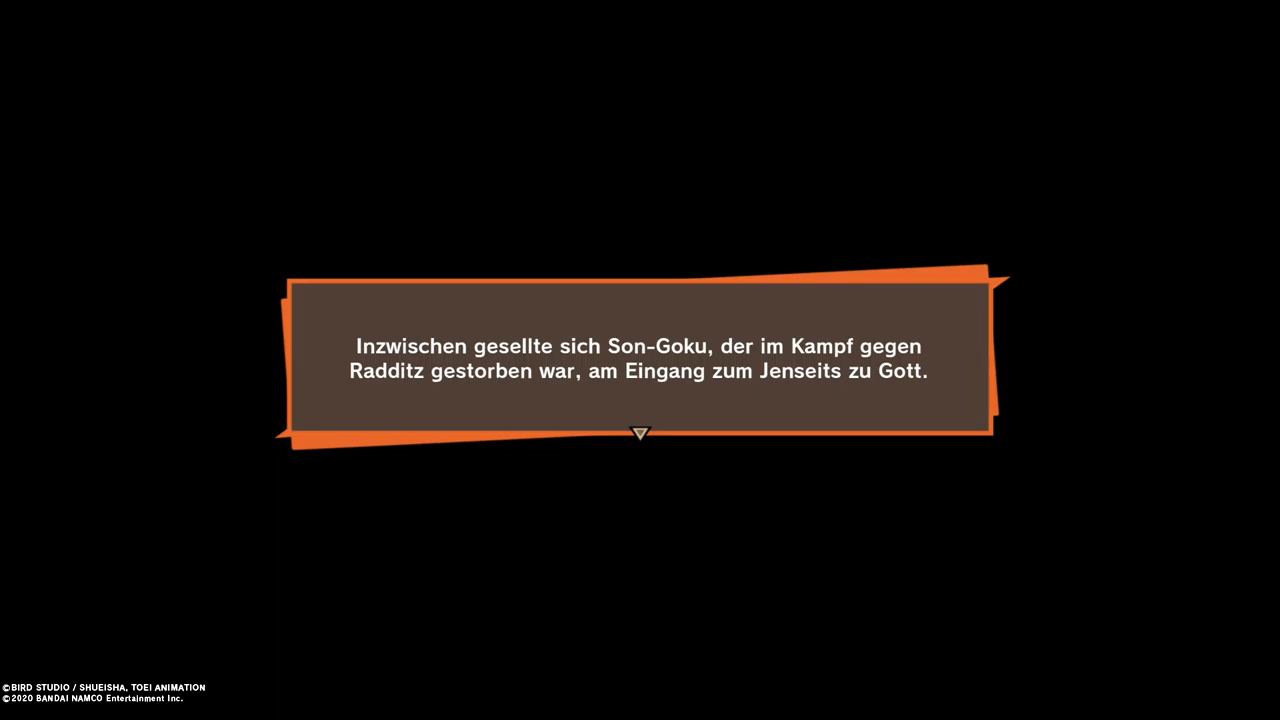 Inzwischen gesellte sich Son-Goku, der im Kampf gegen
Radditz gestorben war, am Eingang zum Jenseits zu Gott.
©BIRD STUDIO / SHUEISHA, TOEI ANIMATION
©2020 BANDAI NAMCO Entertainment Inc.